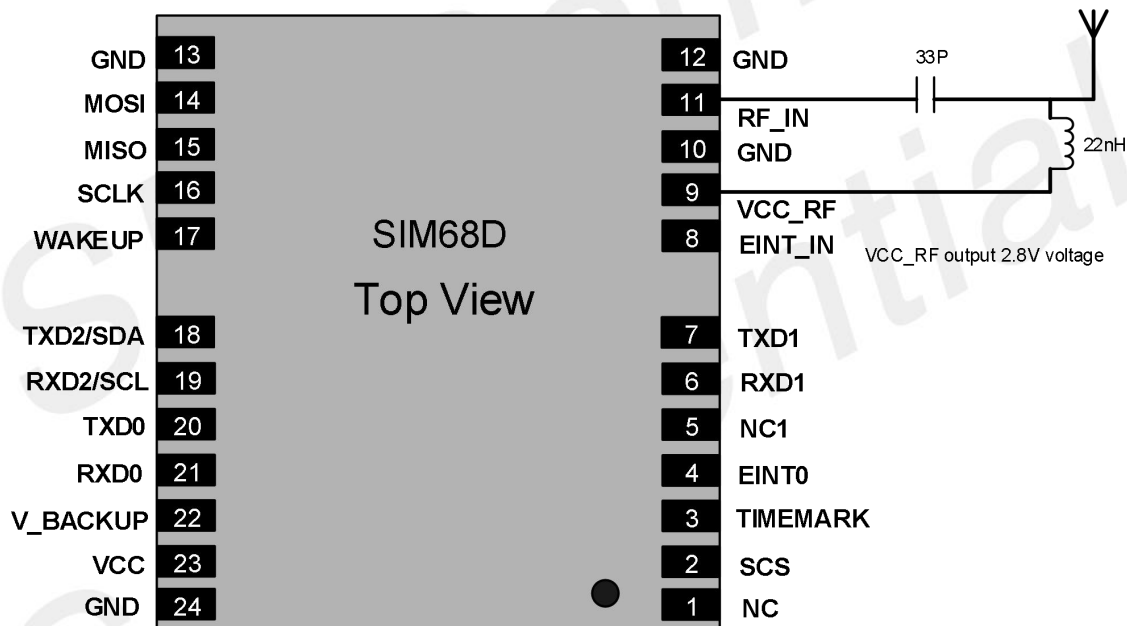 GND 13
MOSI 14
MISO 15
SCLK 16
WAKEUP 17
TXD2/SDA 18
RXD2/SCL 19
TXD0 20
RXD0 21
V_BACKUP 22
VCC 23
GND 24
SIM68D
Top View
12 GND
11 RF_IN
10 GND
9 VCC_RF
8 EINT_IN
7 TXD1
6 RXD1
5 NC1
4 EINT0
3 TIMEMARK
2 SCS
1 NC
33P
22nH
VCC_RF output 2.8V voltage